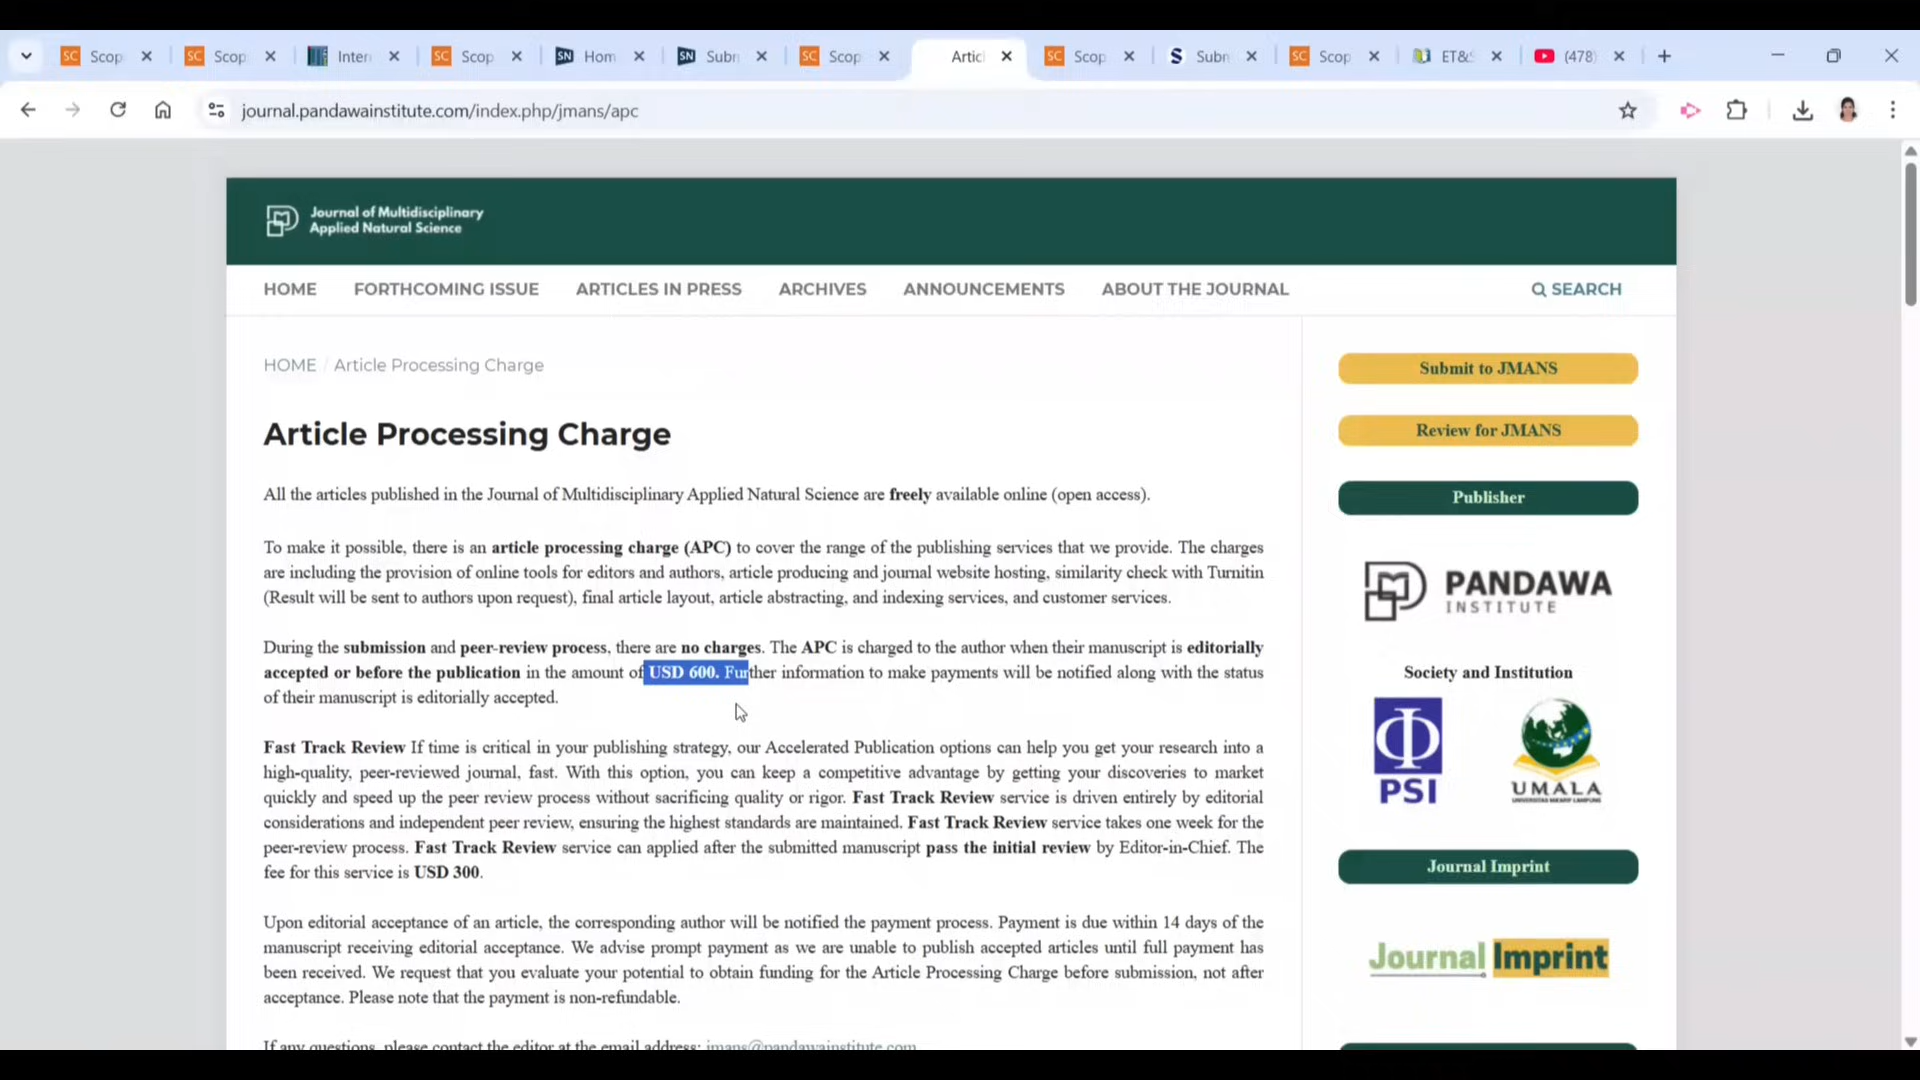 Scop
Scop
Inter
Scop
Hom
Subm
Scop
Artic
Scop
Subm
Scop
ET&S
(478)
journal.pandawainstitute.com/index.php/jmans/apc
Journal of Multidisciplinary
Applied Natural Science
HOME
FORTHCOMING ISSUE
ARTICLES IN PRESS
ARCHIVES
ANNOUNCEMENTS
ABOUT THE JOURNAL
SEARCH
HOME / Article Processing Charge
Article Processing Charge
All the articles published in the Journal of Multidisciplinary Applied Natural Science are freely available online (open access).
To make it possible, there is an article processing charge (APC) to cover the range of the publishing services that we provide. The charges
are including the provision of online tools for editors and authors, article producing and journal website hosting, similarity check with Turnitin
(Result will be sent to authors upon request), final article layout, article abstracting, and indexing services, and customer services.
During the submission and peer-review process, there are no charges. The APC is charged to the author when their manuscript is editorially
accepted or before the publication in the amount of USD 600. Further information to make payments will be notified along with the status
of their manuscript is editorially accepted.
Fast Track Review If time is critical in your publishing strategy, our Accelerated Publication options can help you get your research into a
high-quality, peer-reviewed journal, fast. With this option, you can keep a competitive advantage by getting your discoveries to market
quickly and speed up the peer review process without sacrificing quality or rigor. Fast Track Review service is driven entirely by editorial
considerations and independent peer review, ensuring the highest standards are maintained. Fast Track Review service takes one week for the
peer-review process. Fast Track Review service can applied after the submitted manuscript pass the initial review by Editor-in-Chief. The
fee for this service is USD 300.
Upon editorial acceptance of an article, the corresponding author will be notified the payment process. Payment is due within 14 days of the
manuscript receiving editorial acceptance. We advise prompt payment as we are unable to publish accepted articles until full payment has
been received. We request that you evaluate your potential to obtain funding for the Article Processing Charge before submission, not after
acceptance. Please note that the payment is non-refundable.
If any questions, please contact the editor at the email address: jmans@pandawainstitute.com
Submit to JMANS
Review for JMANS
Publisher
PANDAWA
INSTITUTE
Society and Institution
PSI
UMALA
Journal Imprint
Journal Imprint